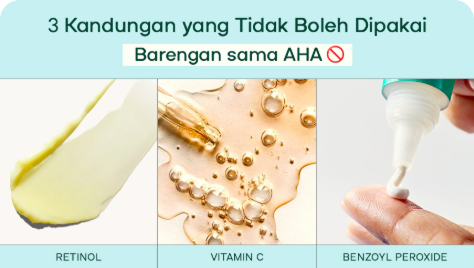 3 Kandungan yang Tidak Boleh Dipakai
Barengan sama AHA
RETINOL
VITAMIN C
BENZOYL PEROXIDE